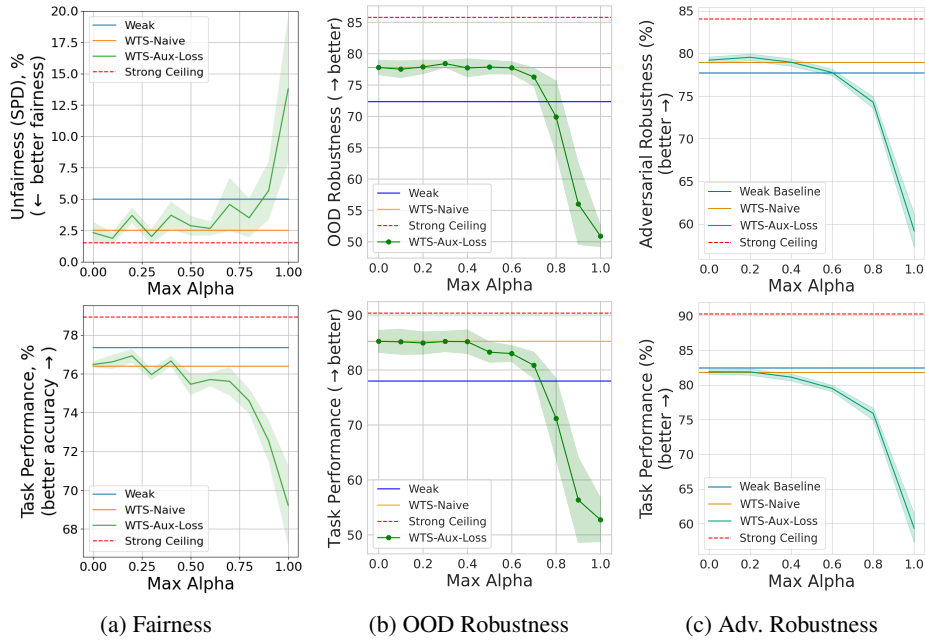 Unfairness (SPD), %
(← better fairness)
20.0
17.5
15.0
12.5
10.0
7.5
5.0
2.5
0.0
Weak
WTS-Naive
WTS-Aux-Loss
Strong Ceiling
0.00 0.25 0.50 0.75 1.00
Max Alpha
OOD Robustness (→better)
85
80
75
70
65
60
55
50
Weak
WTS-Naive
Strong Ceiling
WTS-Aux-Loss
0.0 0.2 0.4 0.6 0.8 1.0
Max Alpha
Adversarial Robustness (%)
(better →)
85
80
75
70
65
60
Weak Baseline
WTS-Naive
WTS-Aux-Loss
Strong Ceiling
0.0 0.2 0.4 0.6 0.8 1.0
Max Alpha
Task Performance, %
(better accuracy →)
78
76
74
72
70
68
Weak
WTS-Naive
WTS-Aux-Loss
Strong Ceiling
0.00 0.25 0.50 0.75 1.00
Max Alpha
Task Performance (→better)
90
80
70
60
50
Weak
WTS-Naive
Strong Ceiling
WTS-Aux-Loss
0.0 0.2 0.4 0.6 0.8 1.0
Max Alpha
Task Performance (%)
(better →)
90
85
80
75
70
65
60
Weak Baseline
WTS-Naive
WTS-Aux-Loss
Strong Ceiling
0.0 0.2 0.4 0.6 0.8 1.0
Max Alpha
(a) Fairness
(b) OOD Robustness
(c) Adv. Robustness